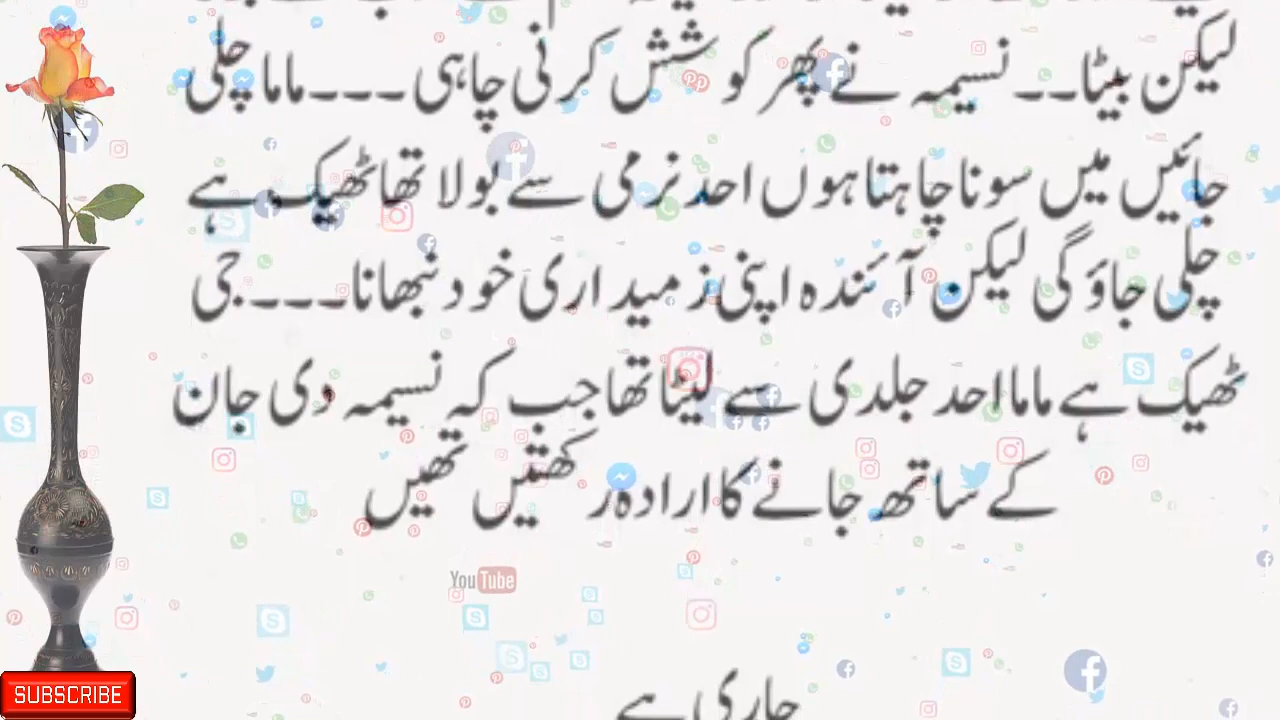 لیکن بیٹا۔۔ نسیمہ نے پھر کوشش کرنی چاہی ۔۔۔ ماما چلی
جائیں میں سونا چاہتا ہوں احد نرمی سے بولا تھا ٹھیک ہے
چلی جاؤ گی لیکن آئندہ اپنی زمیداری خود نبھانا۔۔۔ جی
ٹھیک ہے ماما احد جلدی سے لیٹا تھا جب کہ نسیمہ دی جان
کے ساتھ جانے کا ارادہ رکھتیں تھیں
YouTube
جاری ہے
SUBSCRIBE